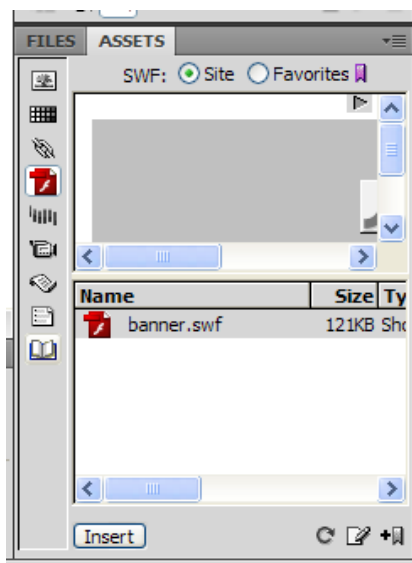 FILES ASSETS
SWF: Site Favorites
Name Size Ty
banner.swf 121KB Sho
Insert